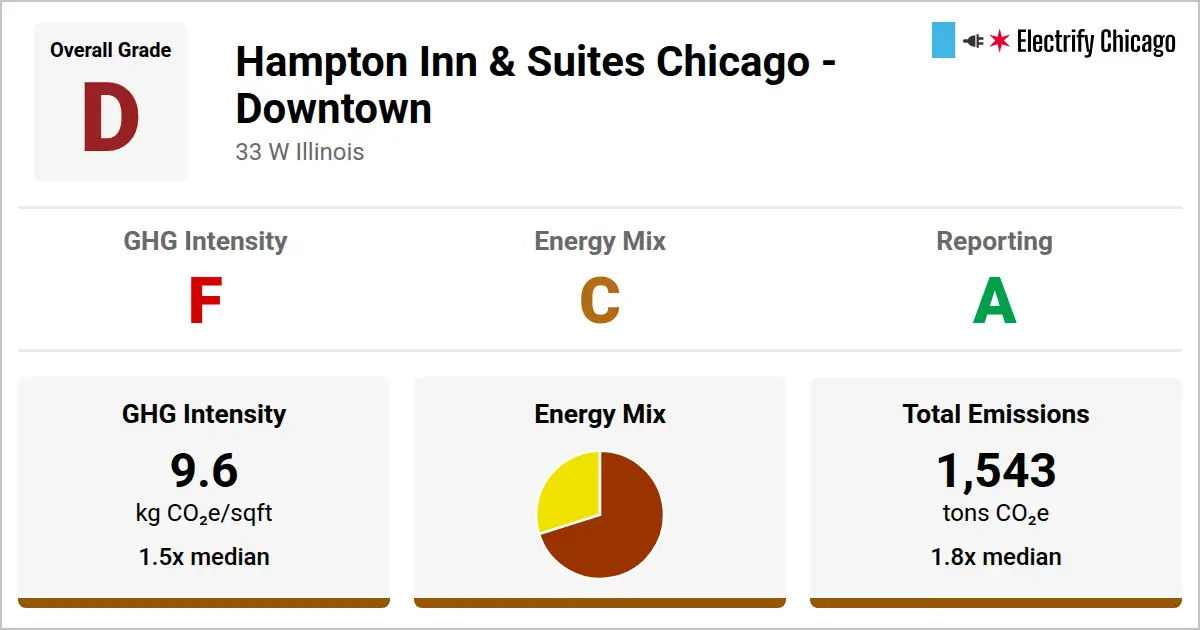 Overall Grade
D
Hampton Inn & Suites Chicago -
Downtown
33 W Illinois
Electrify Chicago
GHG Intensity
F
Energy Mix
C
Reporting
A
GHG Intensity
9.6
kg CO₂e/sqft
1.5x median
Energy Mix
Total Emissions
1,543
tons CO₂e
1.8x median